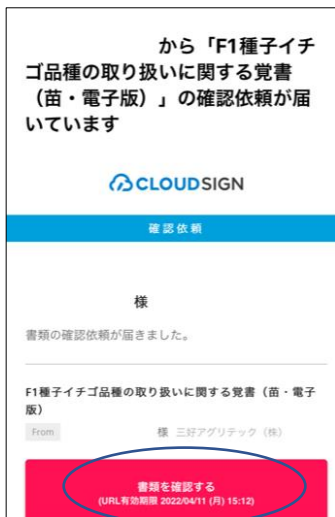 から「F1種子イチ
ゴ品種の取り扱いに関する覚書
（苗・電子版）」の確認依頼が届
いています
CLOUDSIGN
確認依頼
様
書類の確認依頼が届きました。
F1種子イチゴ品種の取り扱いに関する覚書（苗・電子
版）
From 様 三好アグリテック（株）
書類を確認する
(URL有効期限 2022/04/11 (月) 15:12)